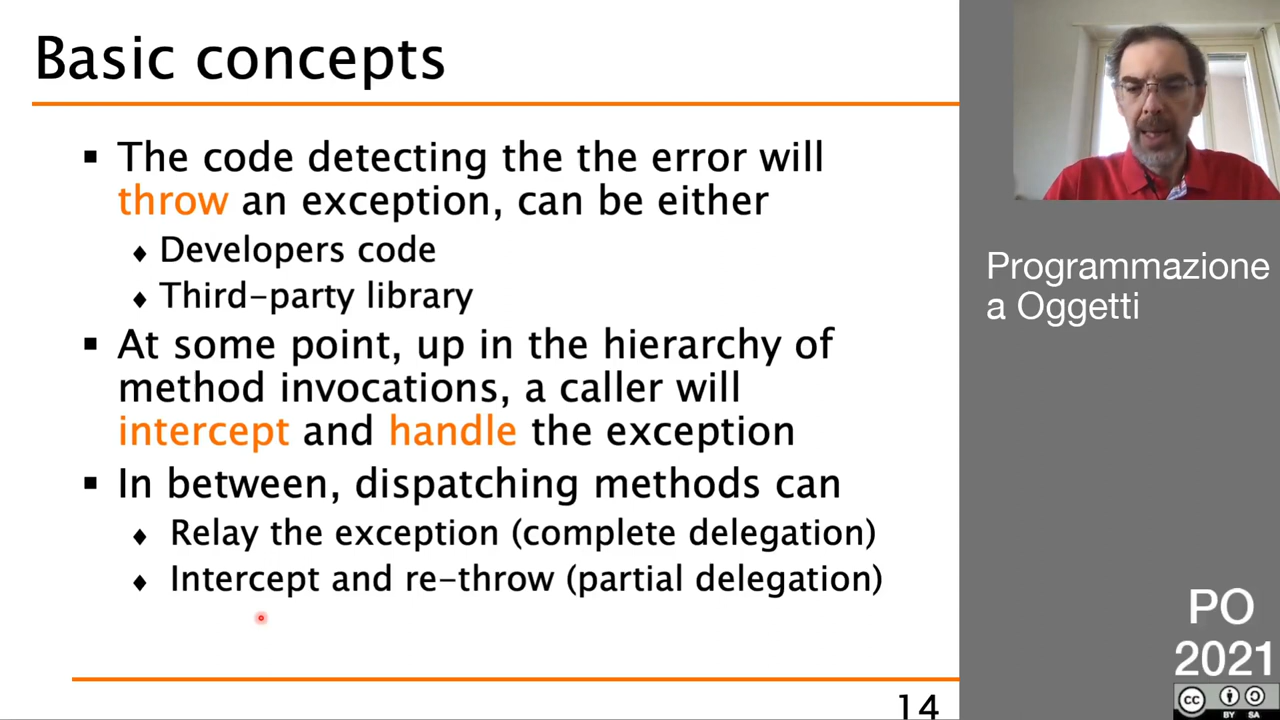 Basic concepts
▪ The code detecting the the error will
throw an exception, can be either
♦ Developers code
♦ Third-party library
▪ At some point, up in the hierarchy of
method invocations, a caller will
intercept and handle the exception
▪ In between, dispatching methods can
♦ Relay the exception (complete delegation)
♦ Intercept and re-throw (partial delegation)
14
Programmazione
a Oggetti
PO
2021
CC
BY SA